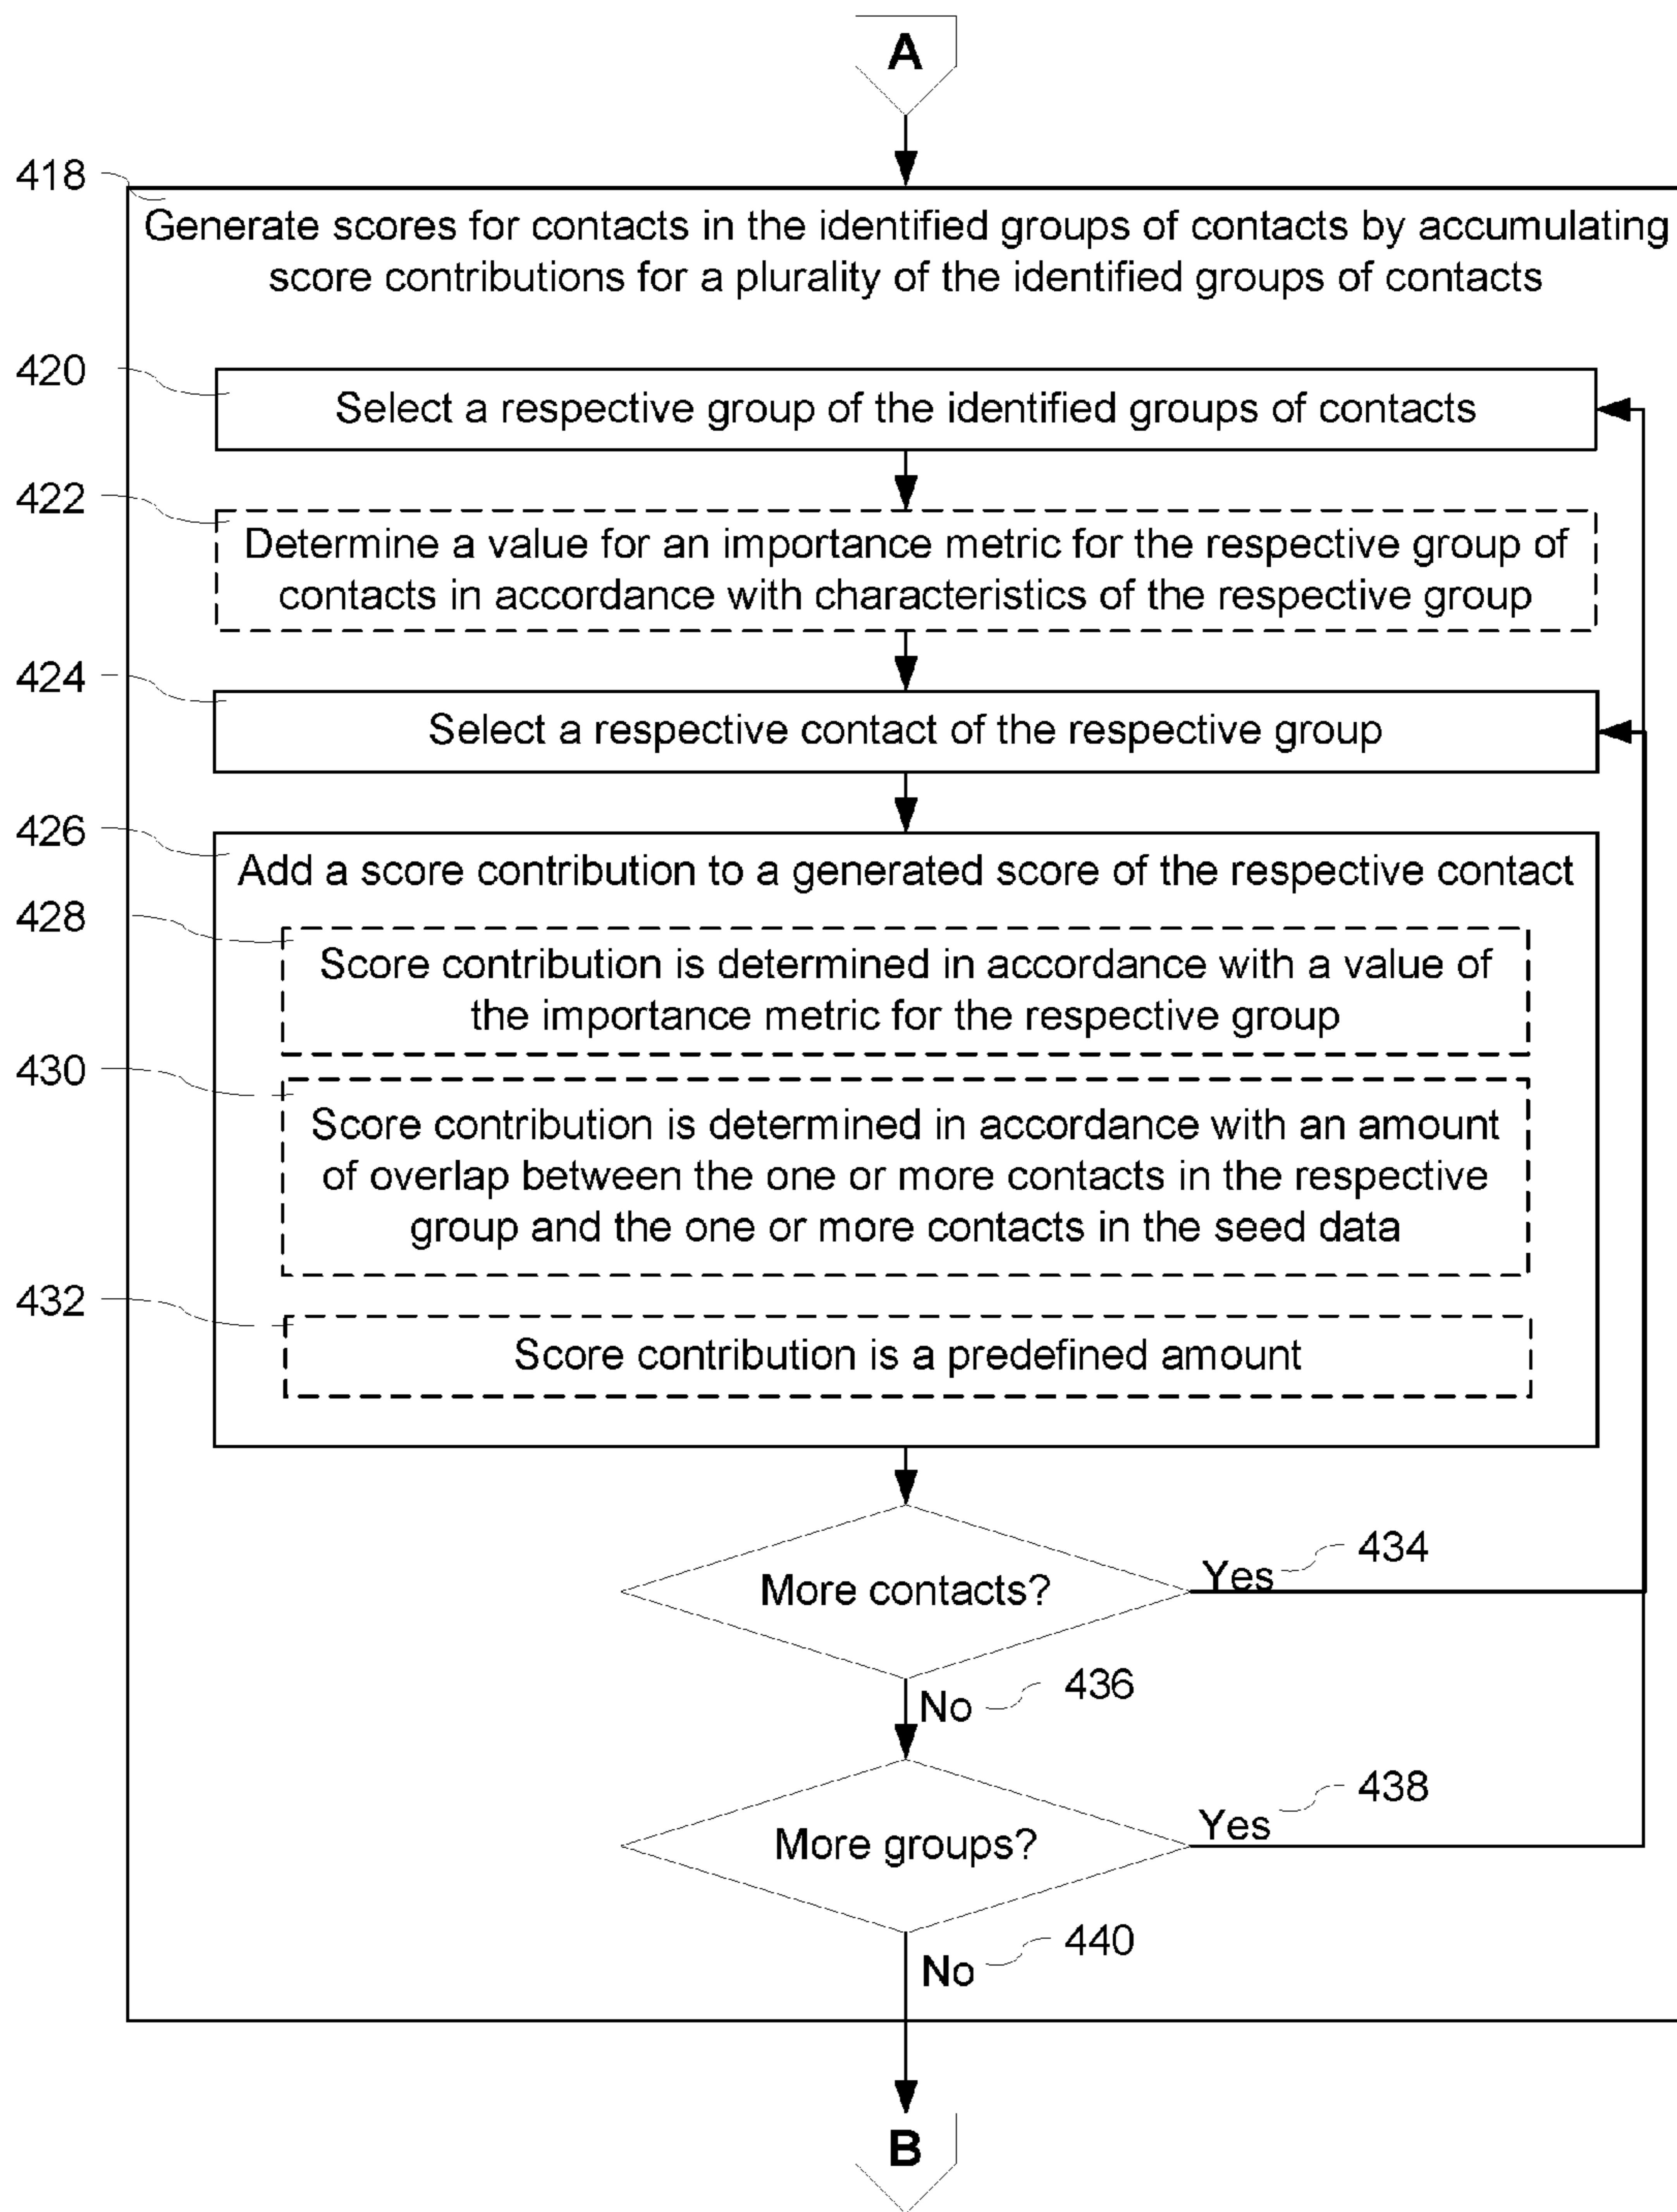 A
418
Generate scores for contacts in the identified groups of contacts by accumulating
score contributions for a plurality of the identified groups of contacts
420
Select a respective group of the identified groups of contacts
422
Determine a value for an importance metric for the respective group of
contacts in accordance with characteristics of the respective group
424
Select a respective contact of the respective group
426
Add a score contribution to a generated score of the respective contact
428
Score contribution is determined in accordance with a value of
the importance metric for the respective group
430
Score contribution is determined in accordance with an amount
of overlap between the one or more contacts in the respective
group and the one or more contacts in the seed data
432
Score contribution is a predefined amount
More contacts?
Yes
434
No
436
More groups?
Yes
438
No
440
B